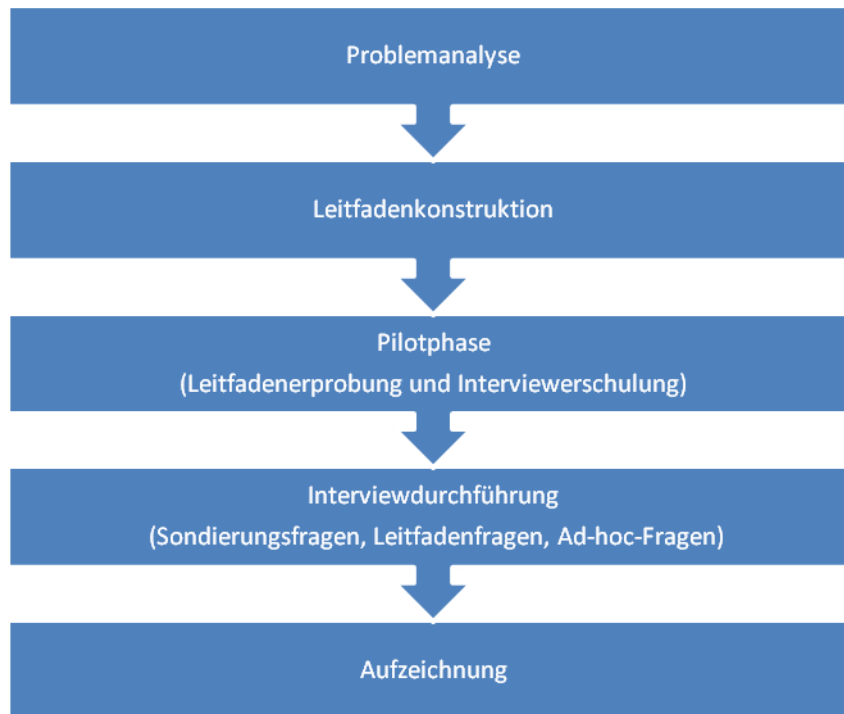 Problemanalyse
Leitfadenkonstruktion
Pilotphase
(Leitfadenerprobung und Interviewerschulung)
Interviewdurchführung
(Sondierungsfragen, Leitfadenfragen, Ad-hoc-Fragen)
Aufzeichnung